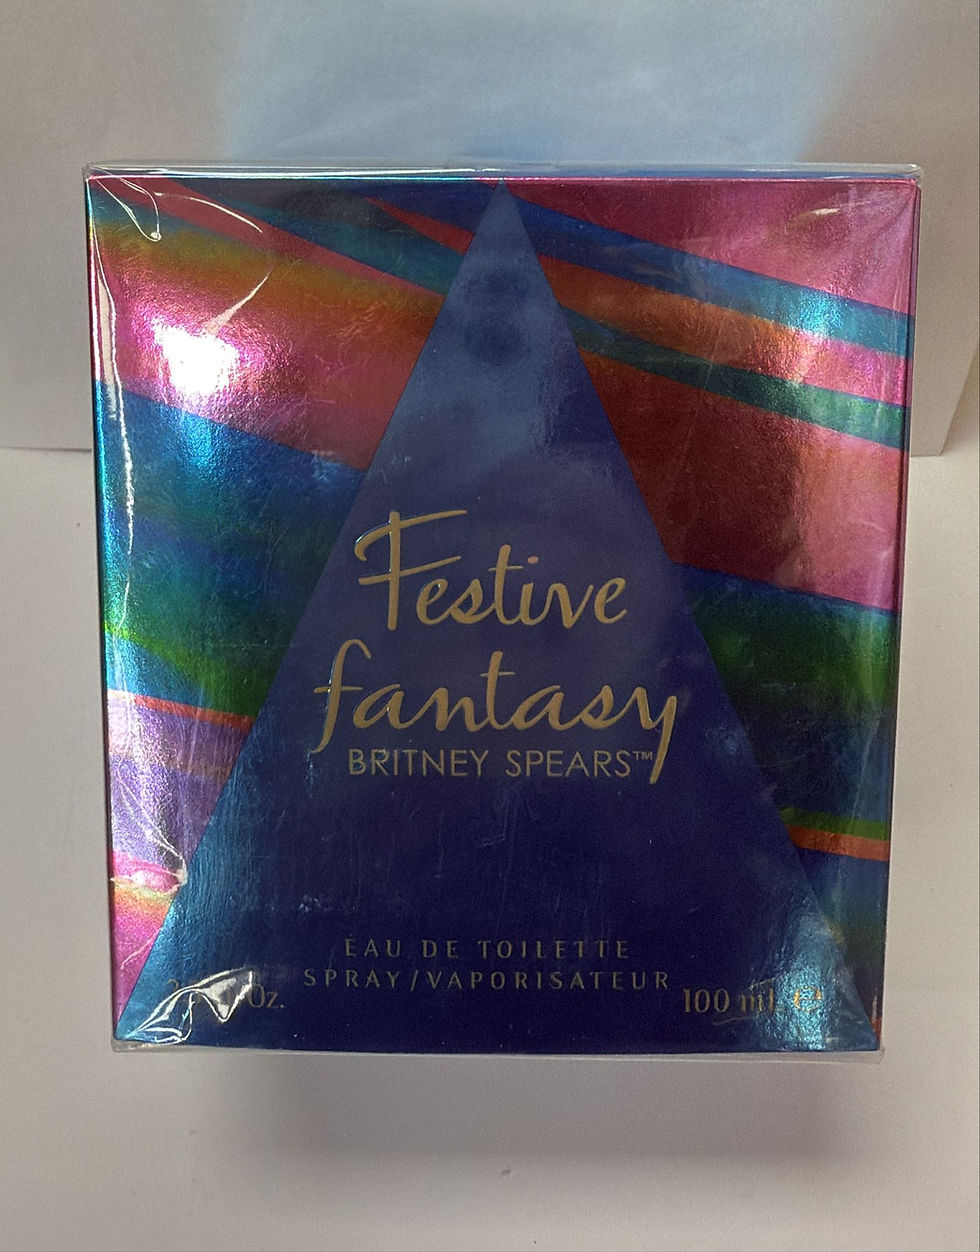 Festive
fantasy
BRITNEY SPEARS™
EAU DE TOILETTE
SPRAY/VAPORISATEUR
Oz.
100 ml ℮